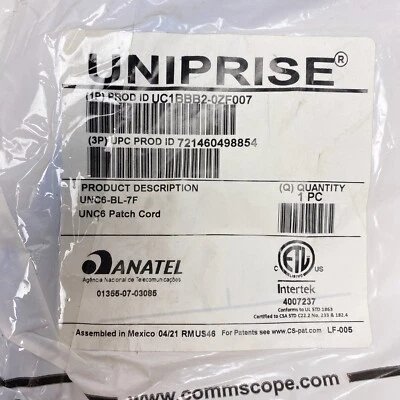 UNIPRISE®
(1P) PROD ID UC1BBB2-0ZF007
(3P) UPC PROD ID 721460498854
PRODUCT DESCRIPTION (Q) QUANTITY
UNC6-BL-7F 1 PC
UNC6 Patch Cord
ANATEL
Agência Nacional de Telecomunicações
01355-07-03085
C ETL US
Intertek
4007237
Conforms to UL STD 1863
Certified to CSA STD C22.2 No. 233 & 182.4
Assembled in Mexico 04/21 RMUS46 For Patents see www.CS-pat.com LF-005
www.commscope.com